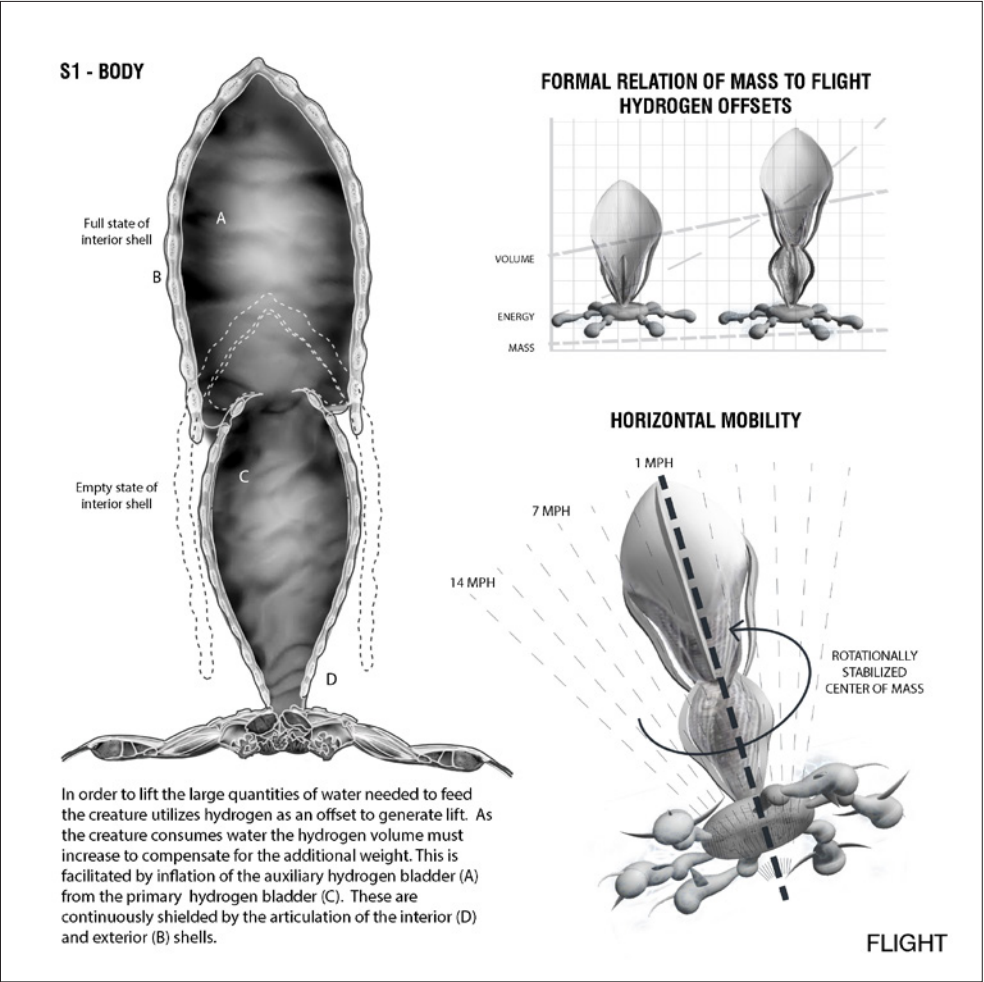 S1 - BODY
Full state of
interior shell
A
B
C
Empty state of
interior shell
D
In order to lift the large quantities of water needed to feed
the creature utilizes hydrogen as an offset to generate lift. As
the creature consumes water the hydrogen volume must
increase to compensate for the additional weight. This is
facilitated by inflation of the auxiliary hydrogen bladder (A)
from the primary hydrogen bladder (C). These are
continuously shielded by the articulation of the interior (D)
and exterior (B) shells.
FORMAL RELATION OF MASS TO FLIGHT
HYDROGEN OFFSETS
VOLUME
ENERGY
MASS
HORIZONTAL MOBILITY
1 MPH
7 MPH
14 MPH
ROTATIONALLY
STABILIZED
CENTER OF MASS
FLIGHT